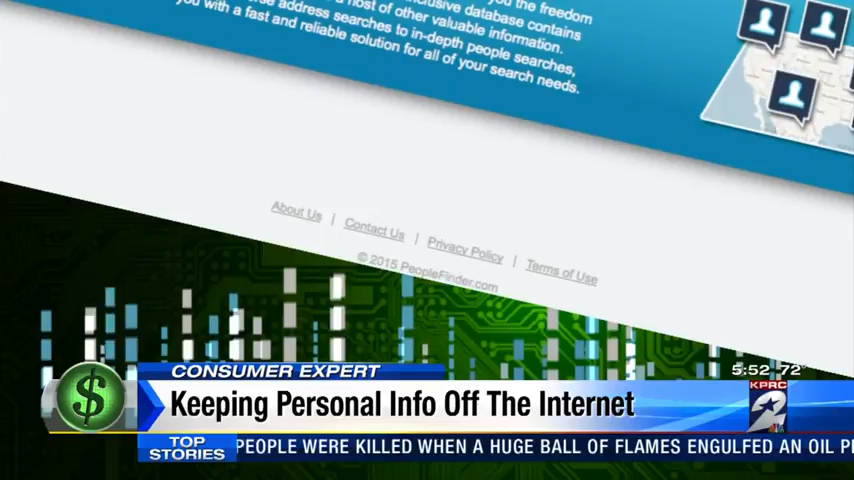 you the freedom
inclusive database contains
a host of other valuable information.
address searches to in-depth people searches,
you with a fast and reliable solution for all of your search needs.
About Us | Contact Us | Privacy Policy | Terms of Use
© 2015 PeopleFinder.com
CONSUMER EXPERT
5:52 72°
$
Keeping Personal Info Off The Internet
KPRC
2
TOP STORIES
PEOPLE WERE KILLED WHEN A HUGE BALL OF FLAMES ENGULFED AN OIL